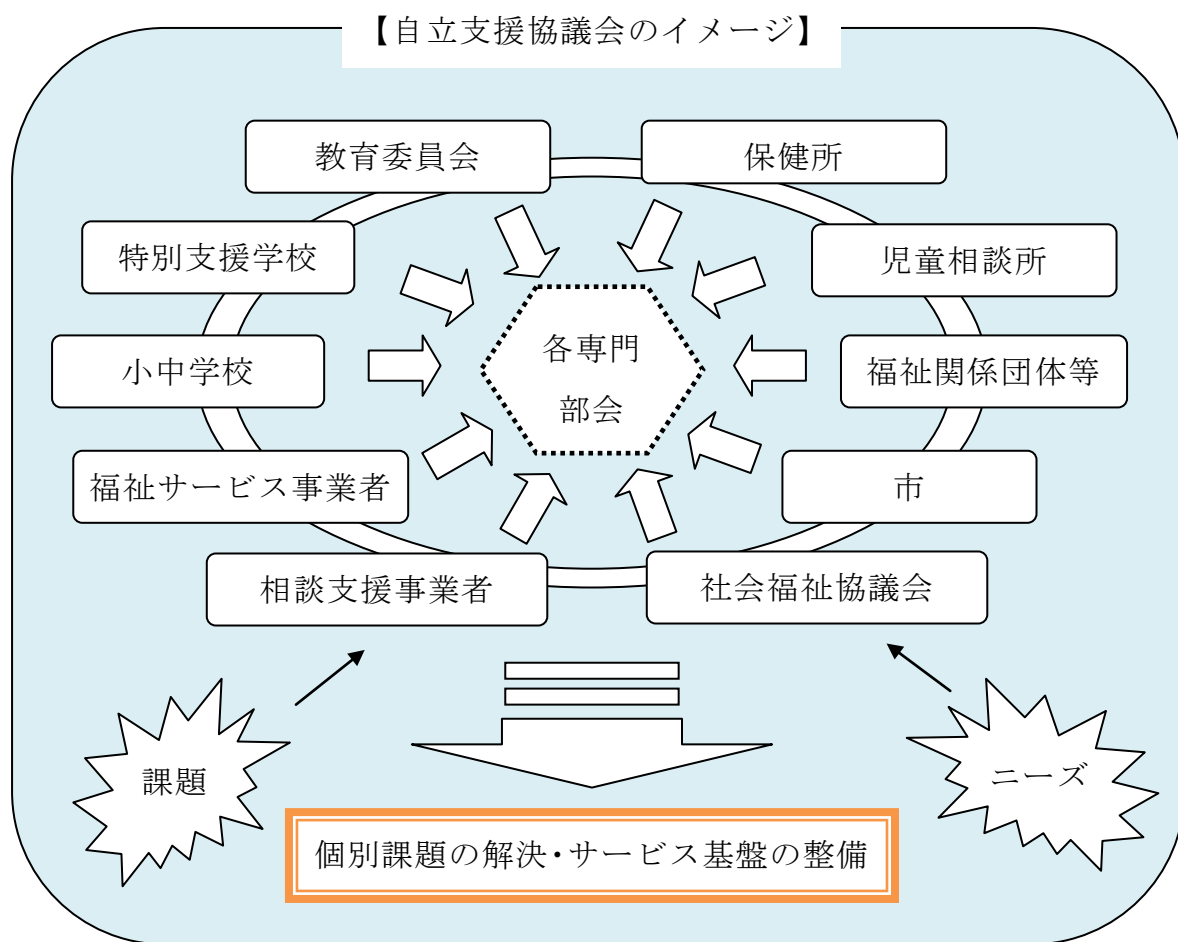 【自立支援協議会のイメージ】
教育委員会
保健所
特別支援学校
児童相談所
小中学校
各専門
部会
福祉関係団体等
福祉サービス事業者
市
相談支援事業者
社会福祉協議会
課題
ニーズ
個別課題の解決・サービス基盤の整備